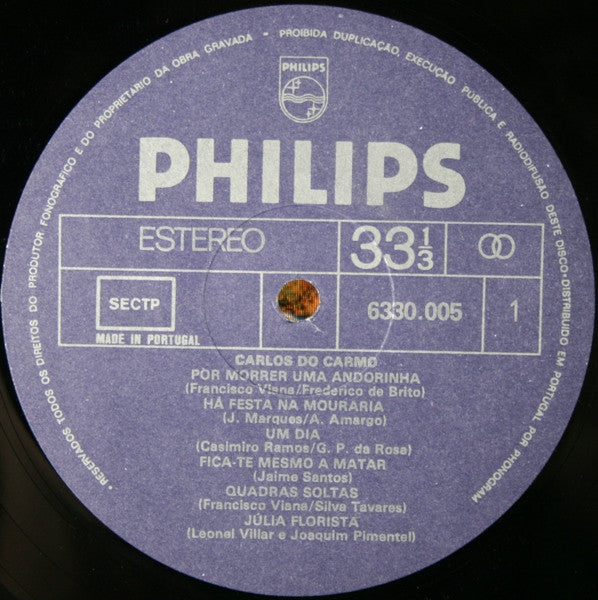 • RESERVADOS TODOS OS DIREITOS DO PRODUTOR FONOGRÁFICO E DO PROPRIETÁRIO DA OBRA GRAVADA - PROIBIDA DUPLICAÇÃO, EXECUÇÃO PÚBLICA E RADIODIFUSÃO DESTE DISCO • DISTRIBUIDO EM PORTUGAL POR PHONOGRAM
PHILIPS
PHILIPS
ESTEREO
33 1/3
SECTP
6330.005
1
MADE IN PORTUGAL
CARLOS DO CARMO
POR MORRER UMA ANDORINHA
(Francisco Viana/Frederico de Brito)
HÁ FESTA NA MOURARIA
(J. Marques/A. Amargo)
UM DIA
(Casimiro Ramos/G. P. da Rosa)
FICA-TE MESMO A MATAR
(Jaime Santos)
QUADRAS SOLTAS
(Francisco Viana/Silva Tavares)
JÚLIA FLORISTA
(Leonel Villar e Joaquim Pimentel)